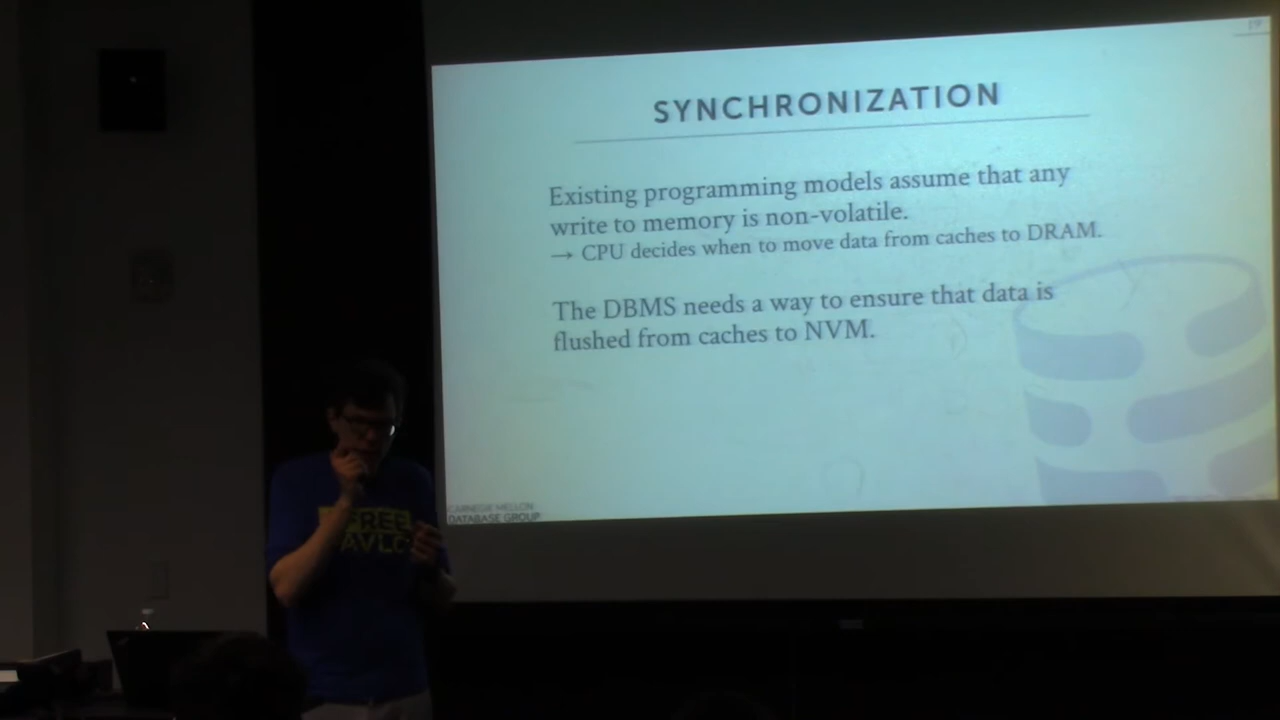 19
SYNCHRONIZATION
Existing programming models assume that any
write to memory is non-volatile.
→ CPU decides when to move data from caches to DRAM.
The DBMS needs a way to ensure that data is
flushed from caches to NVM.
CARNEGIE MELLON
DATABASE GROUP
FREE